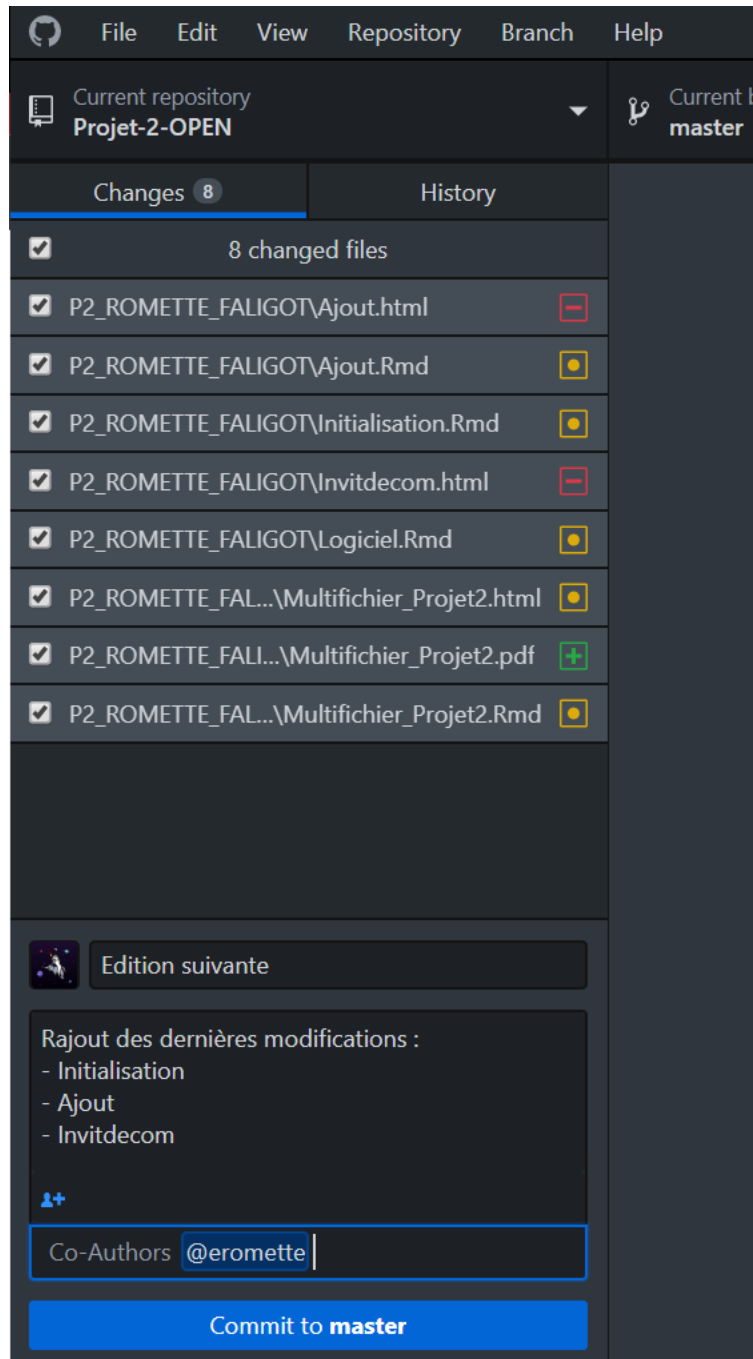 File Edit View Repository Branch Help
Current repository
Projet-2-OPEN
Current b
master
Changes 8 History
8 changed files
P2_ROMETTE_FALIGOT\Ajout.html
P2_ROMETTE_FALIGOT\Ajout.Rmd
P2_ROMETTE_FALIGOT\Initialisation.Rmd
P2_ROMETTE_FALIGOT\Invitdecom.html
P2_ROMETTE_FALIGOT\Logiciel.Rmd
P2_ROMETTE_FAL...\Multifichier_Projet2.html
P2_ROMETTE_FALI...\Multifichier_Projet2.pdf
P2_ROMETTE_FAL...\Multifichier_Projet2.Rmd
Edition suivante
Rajout des dernières modifications :
- Initialisation
- Ajout
- Invitdecom
Co-Authors @eromette
Commit to master